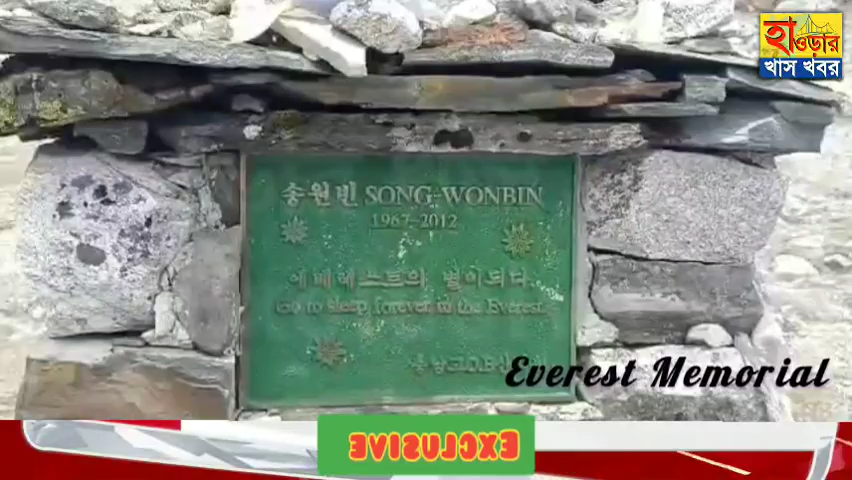 হাওড়ার
খাস খবর
송원빈 SONG-WONBIN
1967-2012
에베레스트의 별이되다.
Go to sleep forever in the Everest.
Everest Memorial
EXCLUSIVE